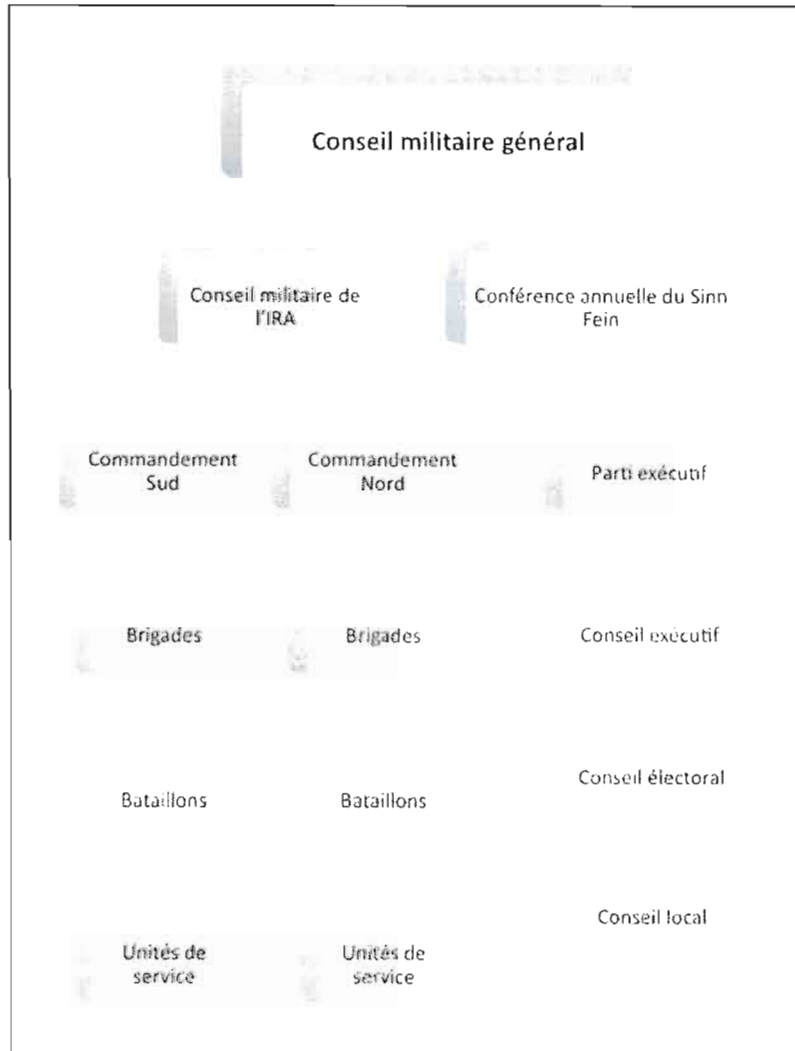 Conseil militaire général
Conseil militaire de
l'IRA
Conférence annuelle du Sinn
Fein
Commandement
Sud
Commandement
Nord
Parti exécutif
Brigades
Brigades
Conseil exécutif
Bataillons
Bataillons
Conseil électoral
Conseil local
Unités de
service
Unités de
service